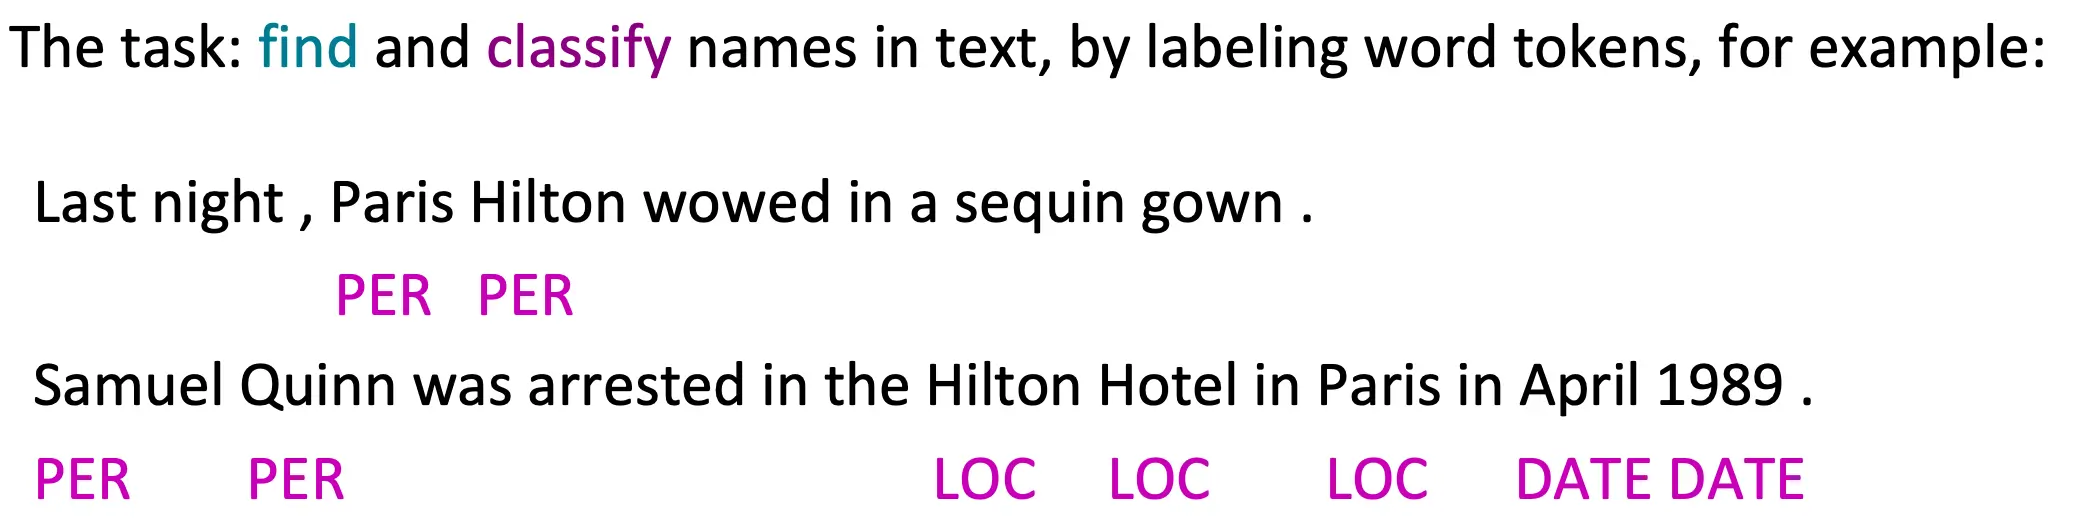 The task: find and classify names in text, by labeling word tokens, for example:
Last night , Paris Hilton wowed in a sequin gown .
PER PER
Samuel Quinn was arrested in the Hilton Hotel in Paris in April 1989 .
PER PER LOC LOC LOC DATE DATE